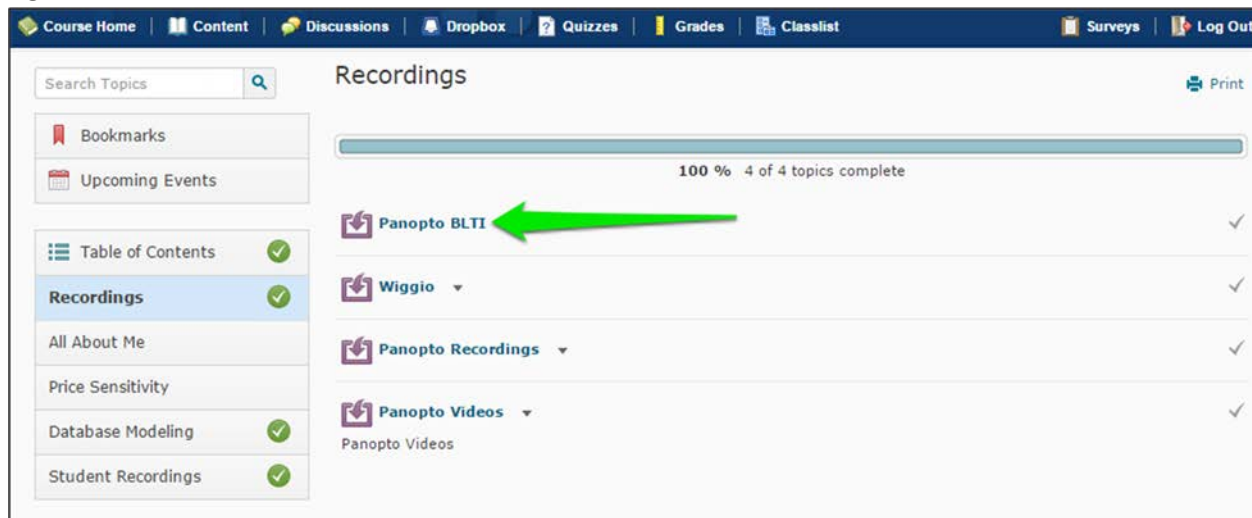 Course Home | Content | Discussions | Dropbox | Quizzes | Grades | Classlist Surveys | Log Out
Search Topics
Recordings
Print
Bookmarks
Upcoming Events
100 % 4 of 4 topics complete
Panopto BLTI
Table of Contents
Wiggio
Recordings
All About Me
Panopto Recordings
Price Sensitivity
Panopto Videos
Database Modeling
Panopto Videos
Student Recordings